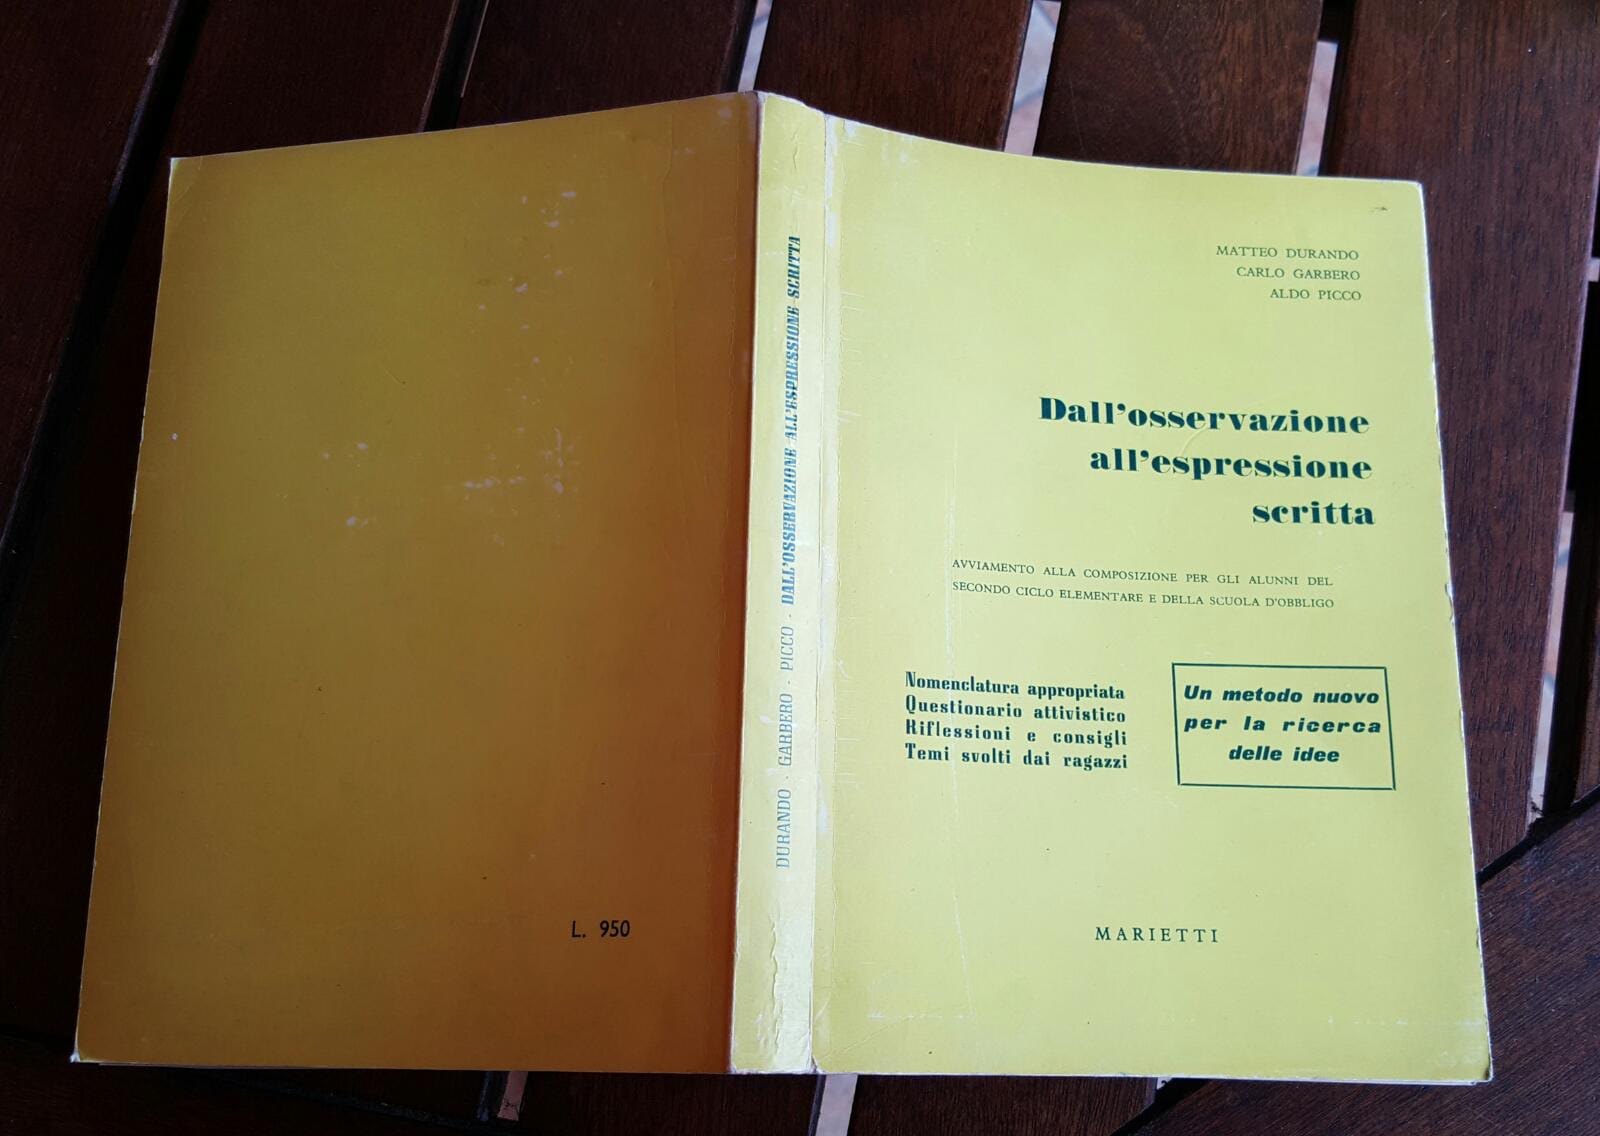 L. 950
DURANDO - GARBERO - PICCO - DALL'OSSERVAZIONE ALL'ESPRESSIONE SCRITTA
MATTEO DURANDO
CARLO GARBERO
ALDO PICCO
Dall'osservazione
all'espressione
scritta
AVVIAMENTO ALLA COMPOSIZIONE PER GLI ALUNNI DEL
SECONDO CICLO ELEMENTARE E DELLA SCUOLA D'OBBLIGO
Nomenclatura appropriata
Questionario attivistico
Riflessioni e consigli
Temi svolti dai ragazzi
Un metodo nuovo
per la ricerca
delle idee
MARIETTI